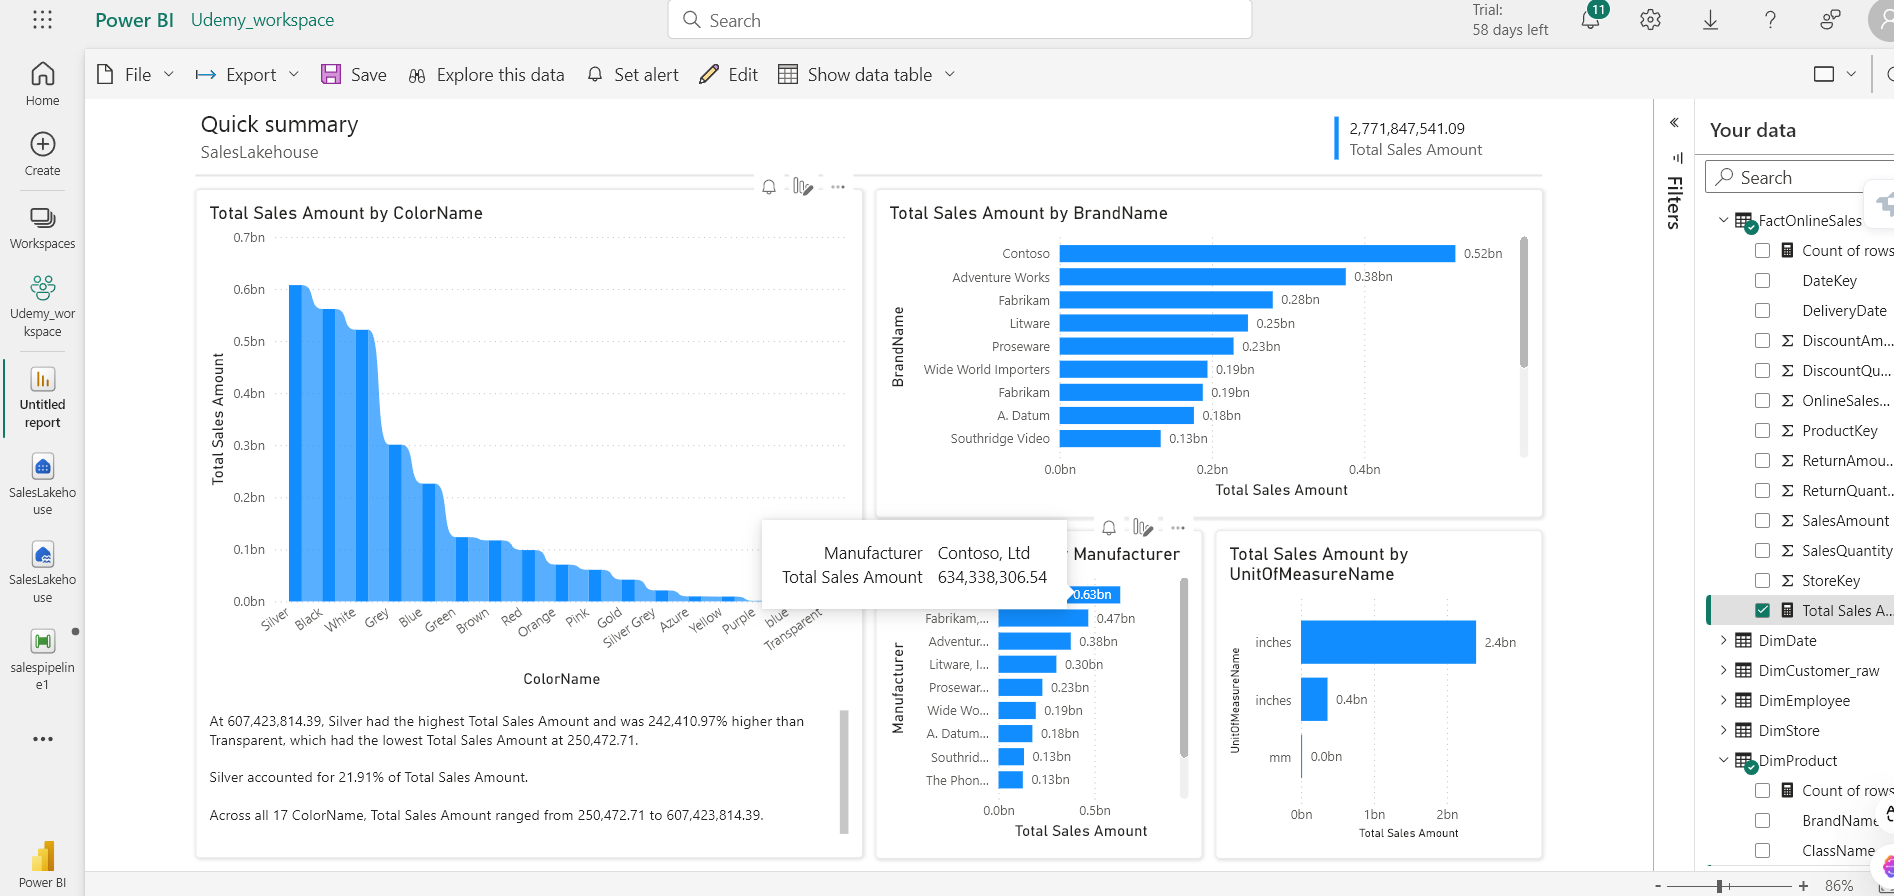 Power BI Udemy_workspace
Search
Trial:
58 days left
11
File Export Save Explore this data Set alert Edit Show data table
Home
Create
Workspaces
Udemy_wor
kspace
Untitled
report
SalesLakeho
use
SalesLakeho
use
salespipelin
e1
Power BI
Quick summary
SalesLakehouse
2,771,847,541.09
Total Sales Amount
Total Sales Amount by ColorName
0.7bn
0.6bn
0.5bn
0.4bn
0.3bn
0.2bn
0.1bn
0.0bn
Total Sales Amount
Silver
Black
White
Grey
Blue
Green
Brown
Red
Orange
Pink
Gold
Silver Grey
Azure
Yellow
Purple
blue
Transparent
ColorName
At 607,423,814.39, Silver had the highest Total Sales Amount and was 242,410.97% higher than
Transparent, which had the lowest Total Sales Amount at 250,472.71.
Silver accounted for 21.91% of Total Sales Amount.
Across all 17 ColorName, Total Sales Amount ranged from 250,472.71 to 607,423,814.39.
Total Sales Amount by BrandName
BrandName
Contoso 0.52bn
Adventure Works 0.38bn
Fabrikam 0.28bn
Litware 0.25bn
Proseware 0.23bn
Wide World Importers 0.19bn
Fabrikam 0.19bn
A. Datum 0.18bn
Southridge Video 0.13bn
0.0bn 0.2bn 0.4bn
Total Sales Amount
Manufacturer Contoso, Ltd
Total Sales Amount 634,338,306.54
Manufacturer
Manufacturer
0.63bn
Fabrikam,... 0.47bn
Adventur... 0.38bn
Litware, I... 0.30bn
Prosewar... 0.23bn
Wide Wo... 0.19bn
A. Datum... 0.18bn
Southrid... 0.13bn
The Phon... 0.13bn
0.0bn 0.5bn
Total Sales Amount
Total Sales Amount by
UnitOfMeasureName
UnitOfMeasureName
inches 2.4bn
inches 0.4bn
mm 0.0bn
0bn 1bn 2bn
Total Sales Amount
Filters
Your data
Search
FactOnlineSales
Count of rows
DateKey
DeliveryDate
DiscountAm...
DiscountQu...
OnlineSales...
ProductKey
ReturnAmou...
ReturnQuant...
SalesAmount
SalesQuantity
StoreKey
Total Sales A...
DimDate
DimCustomer_raw
DimEmployee
DimStore
DimProduct
Count of rows
BrandName
ClassName
- + 86%